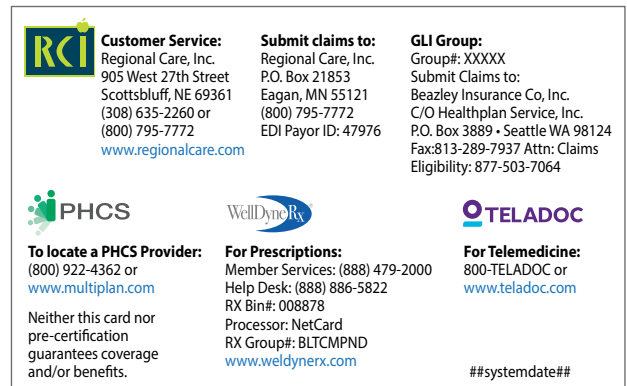 RCI
Customer Service:
Regional Care, Inc.
905 West 27th Street
Scottsbluff, NE 69361
(308) 635-2260 or
(800) 795-7772
www.regionalcare.com
Submit claims to:
Regional Care, Inc.
P.O. Box 21853
Eagan, MN 55121
(800) 795-7772
EDI Payor ID: 47976
GLI Group:
Group#: XXXXX
Submit Claims to:
Beazley Insurance Co, Inc.
C/O Healthplan Service, Inc.
P.O. Box 3889 • Seattle WA 98124
Fax:813-289-7937 Attn: Claims
Eligibility: 877-503-7064
PHCS
To locate a PHCS Provider:
(800) 922-4362 or
www.multiplan.com
Neither this card nor
pre-certification
guarantees coverage
and/or benefits.
WellDyneRx®
For Prescriptions:
Member Services: (888) 479-2000
Help Desk: (888) 886-5822
RX Bin#: 008878
Processor: NetCard
RX Group#: BLTCMPND
www.weldynerx.com
TELADOC
For Telemedicine:
800-TELADOC or
www.teladoc.com
##systemdate##